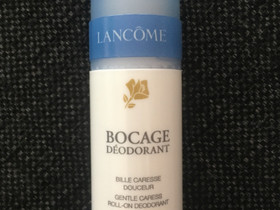 LANCÔME
BOCAGE
DÉODORANT
BILLE CARESSE
DOUCEUR
GENTLE CARESS
ROLL-ON DEODORANT